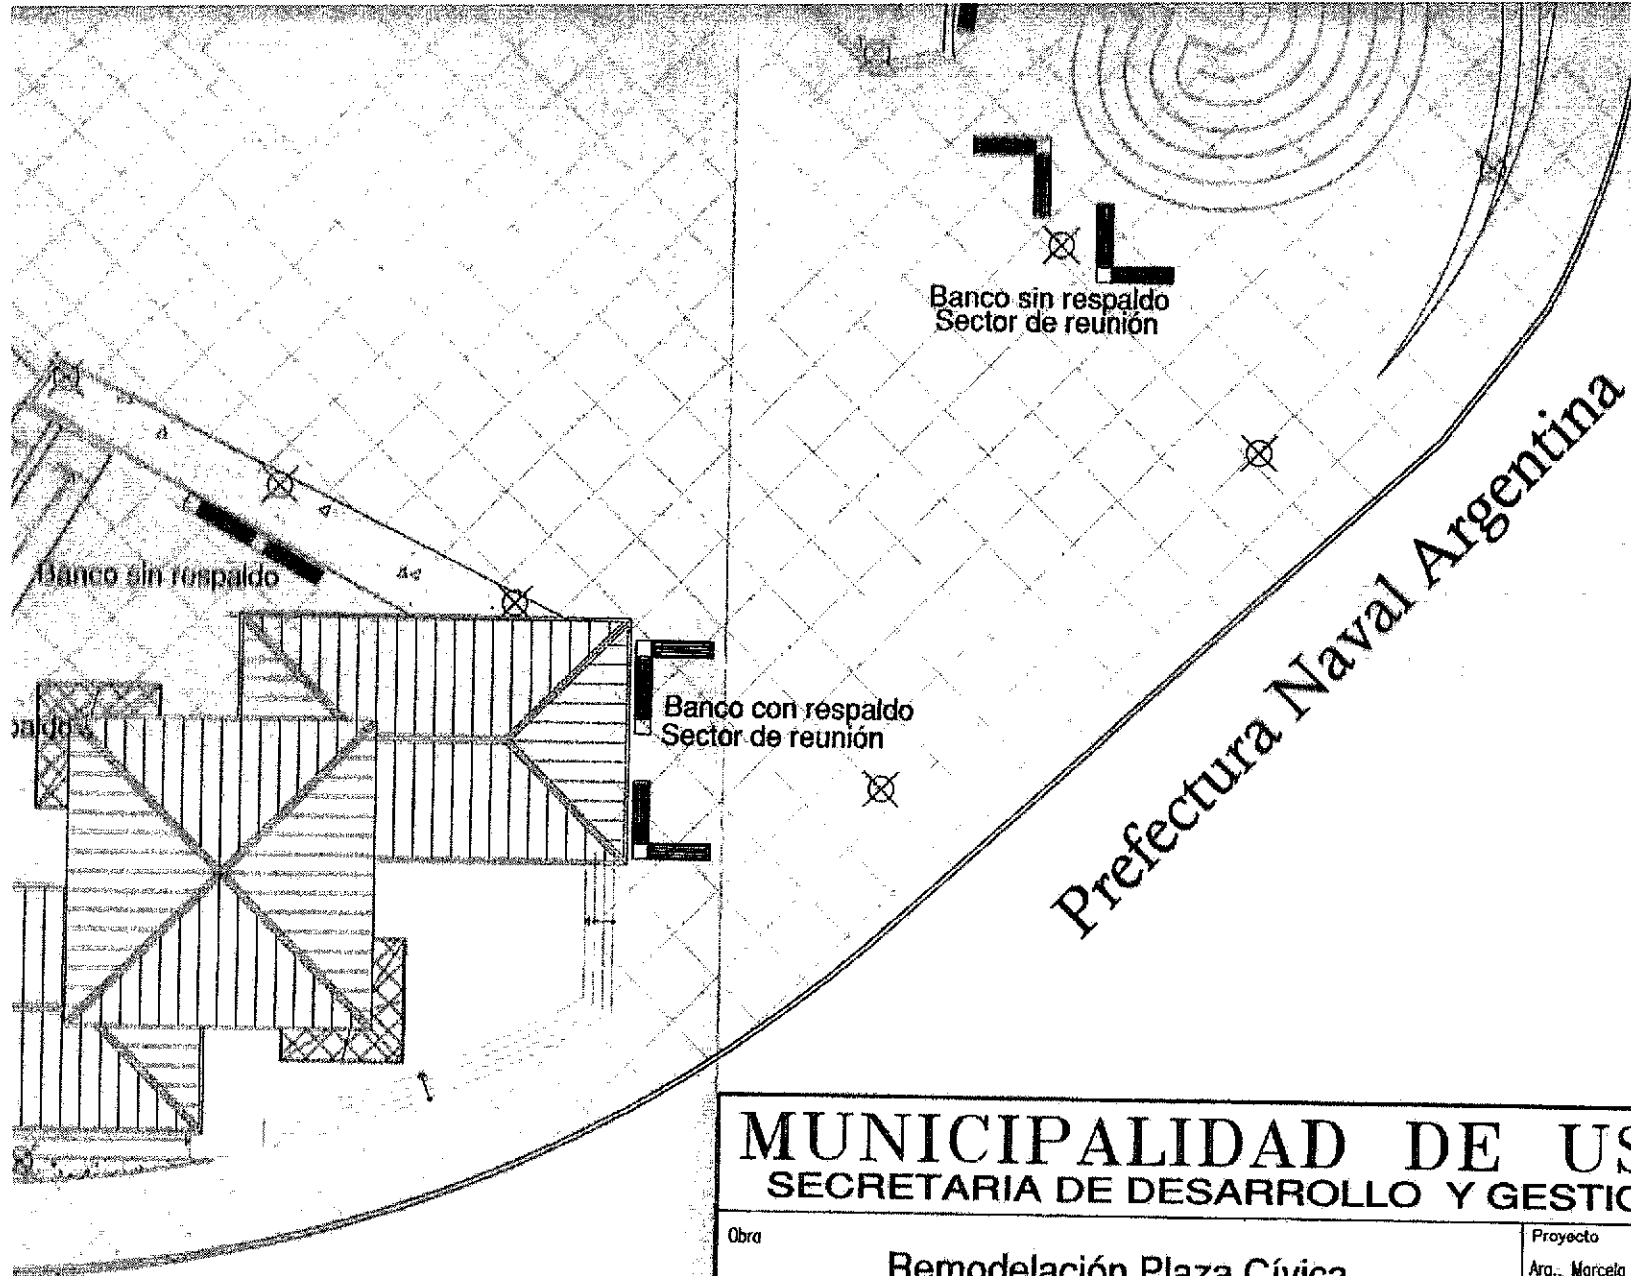 Banco sin respaldo
Sector de reunión
Banco sin respaldo
Banco con respaldo
Sector de reunión
Prefectura Naval Argentina
MUNICIPALIDAD DE US
SECRETARIA DE DESARROLLO Y GESTIO
Obra
Proyecto
Remodelación Plaza Cívica
Arq. Marcela